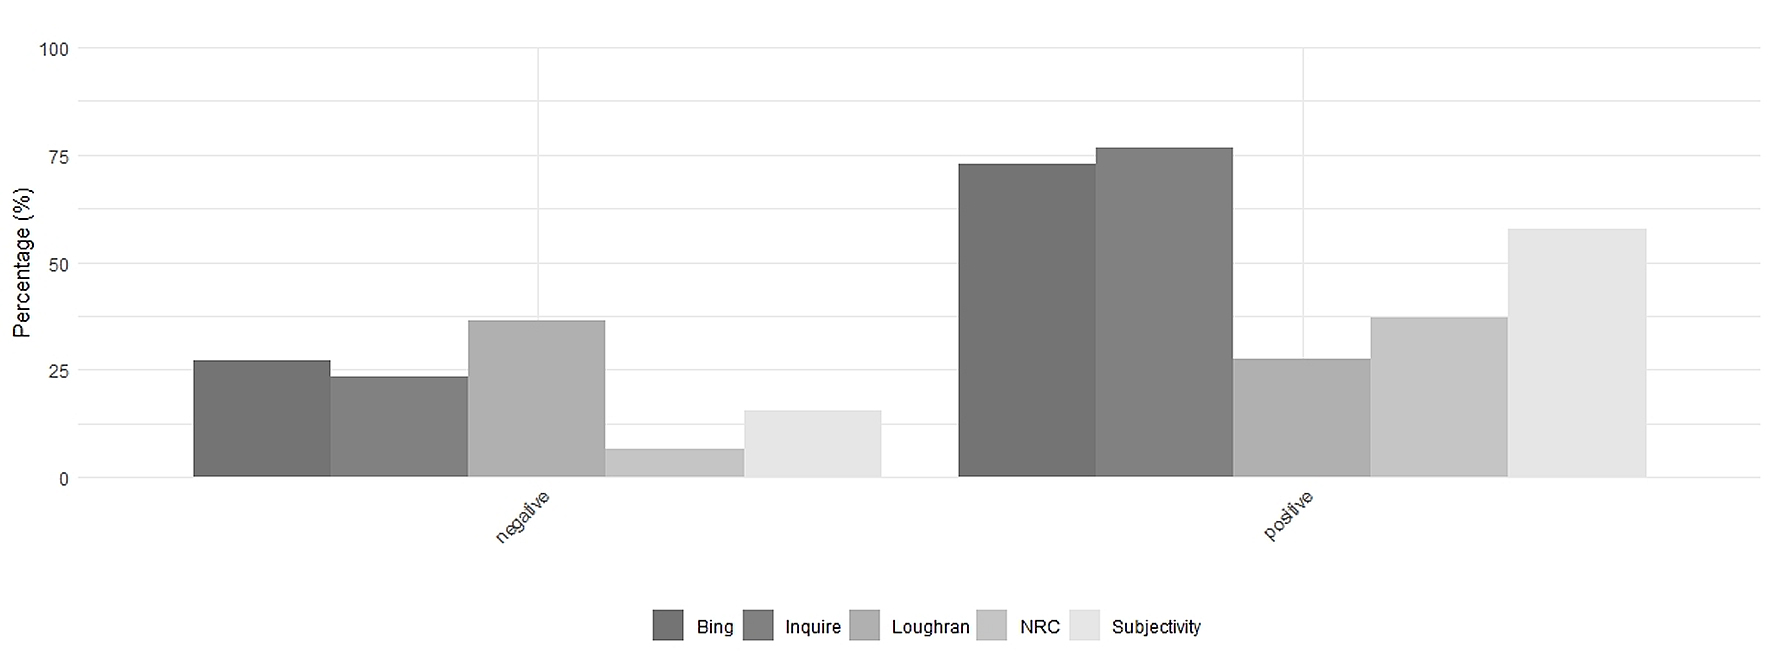 100
75
50
25
0
Percentage (%)
negative
positive
Bing Inquire Loughran NRC Subjectivity